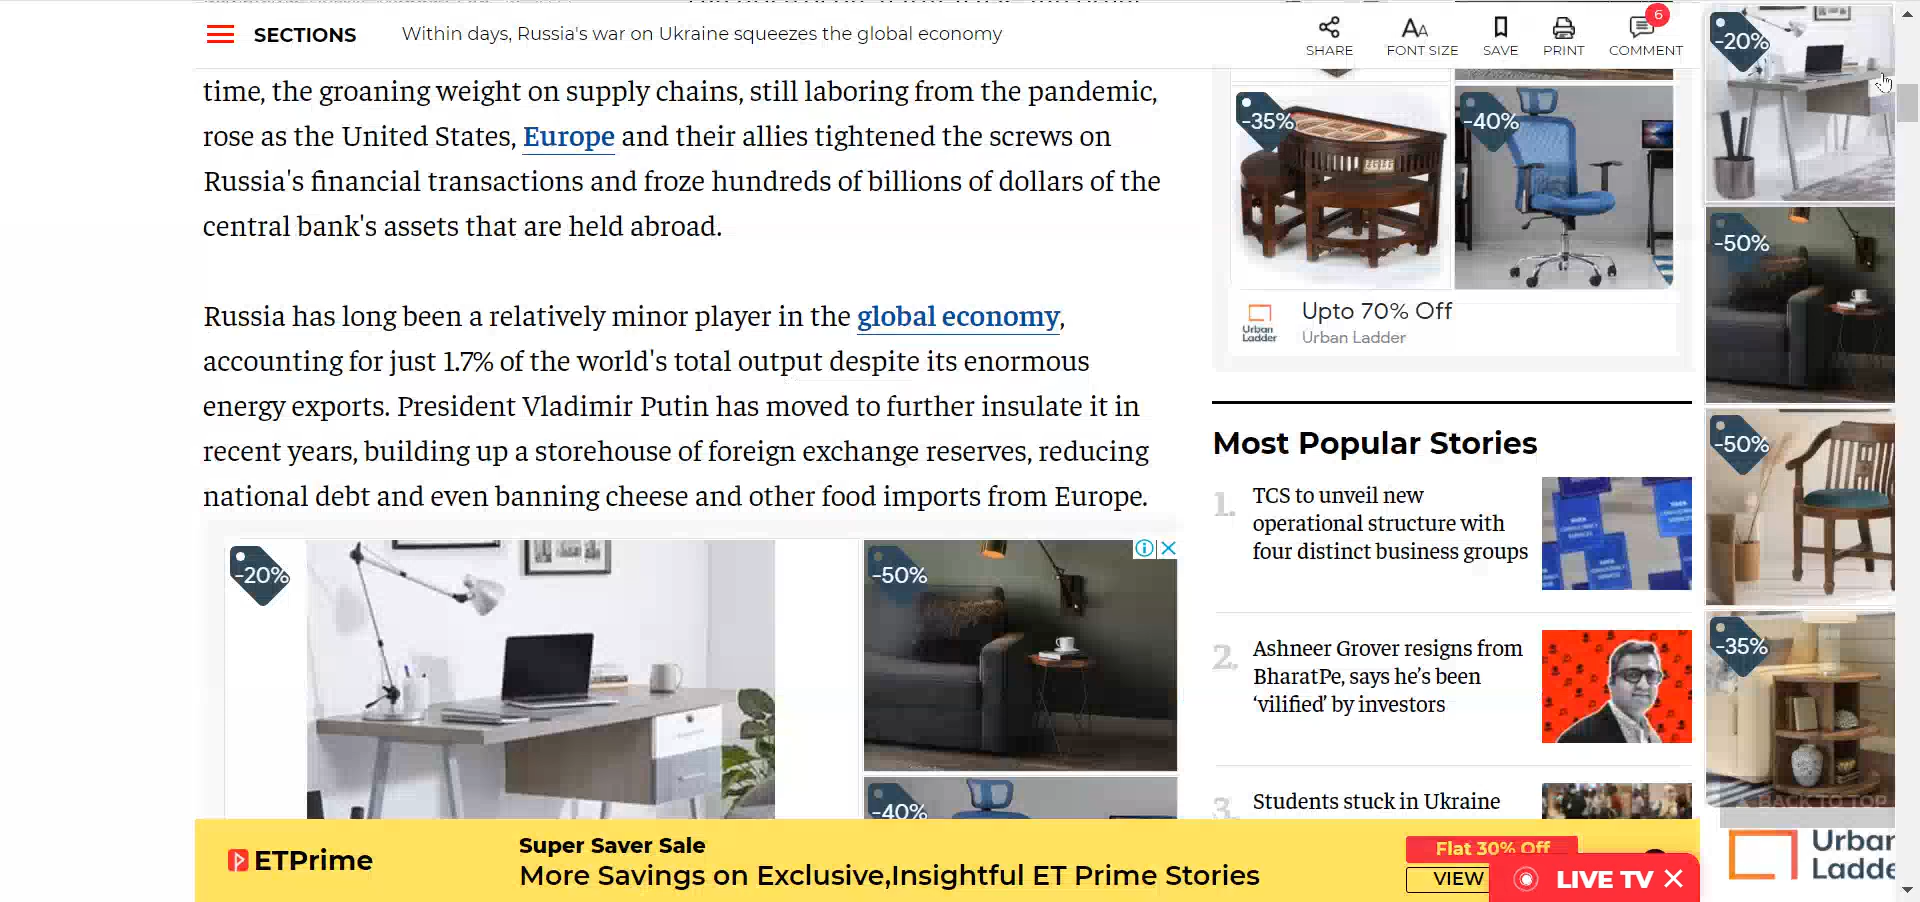 SECTIONS
Within days, Russia's war on Ukraine squeezes the global economy
SHARE
FONT SIZE
SAVE
PRINT
6
COMMENT
time, the groaning weight on supply chains, still laboring from the pandemic,
rose as the United States, Europe and their allies tightened the screws on
Russia's financial transactions and froze hundreds of billions of dollars of the
central bank's assets that are held abroad.
Russia has long been a relatively minor player in the global economy,
accounting for just 1.7% of the world's total output despite its enormous
energy exports. President Vladimir Putin has moved to further insulate it in
recent years, building up a storehouse of foreign exchange reserves, reducing
national debt and even banning cheese and other food imports from Europe.
-20%
-50%
-40%
-35%
-40%
Urban
Ladder
Upto 70% Off
Urban Ladder
Most Popular Stories
1.
TCS to unveil new
operational structure with
four distinct business groups
2.
Ashneer Grover resigns from
BharatPe, says he's been
‘vilified’ by investors
3.
Students stuck in Ukraine
-20%
-50%
-50%
-35%
BACK TO TOP
Urban
Ladde
ETPrime
Super Saver Sale
More Savings on Exclusive,Insightful ET Prime Stories
Flat 30% Off
VIEW
LIVE TV